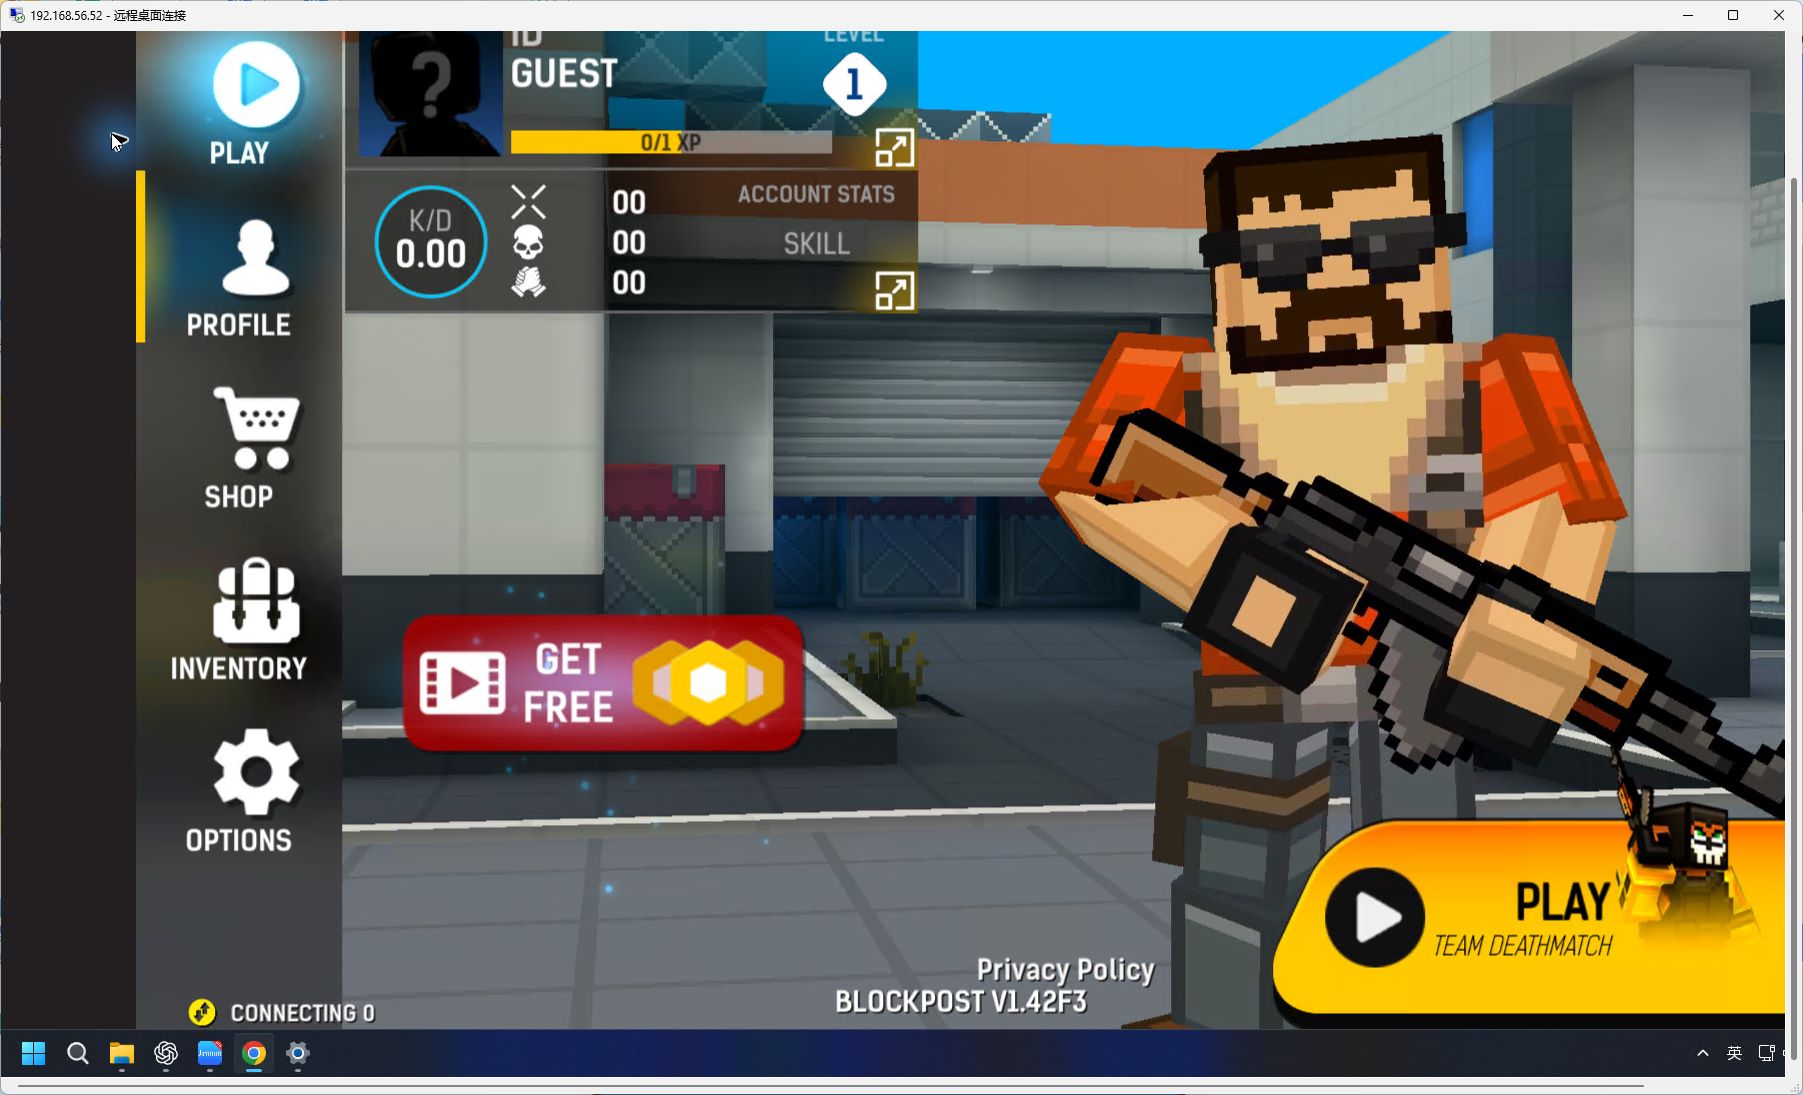 192.168.56.52 - 远程桌面连接
ID
LEVEL
GUEST
1
0/1 XP
PLAY
K/D
0.00
00
00
00
ACCOUNT STATS
SKILL
PROFILE
SHOP
GET
FREE
INVENTORY
OPTIONS
PLAY
TEAM DEATHMATCH
Privacy Policy
BLOCKPOST V1.42F3
CONNECTING 0
英